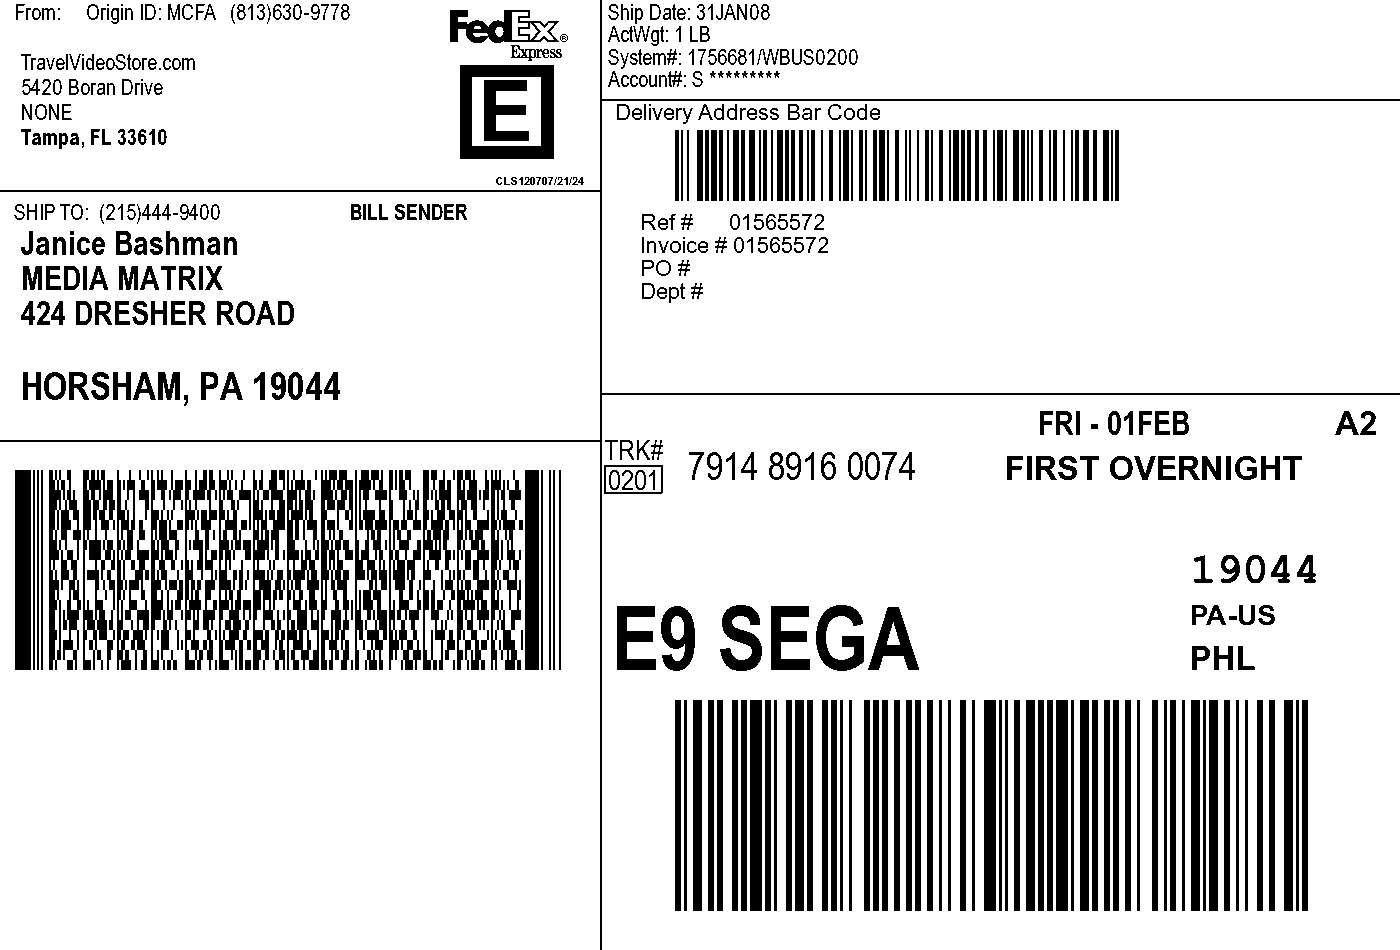 From: Origin ID: MCFA (813)630-9778
TravelVideoStore.com
5420 Boran Drive
NONE
Tampa, FL 33610
FedEx®
Express
E
CLS120707/21/24
Ship Date: 31JAN08
ActWgt: 1 LB
System#: 1756681/WBUS0200
Account#: S *********
Delivery Address Bar Code
Ref # 01565572
Invoice # 01565572
PO #
Dept #
SHIP TO: (215)444-9400 BILL SENDER
Janice Bashman
MEDIA MATRIX
424 DRESHER ROAD
HORSHAM, PA 19044
FRI - 01FEB A2
TRK# 7914 8916 0074 FIRST OVERNIGHT
0201
19044
E9 SEGA PA-US
PHL